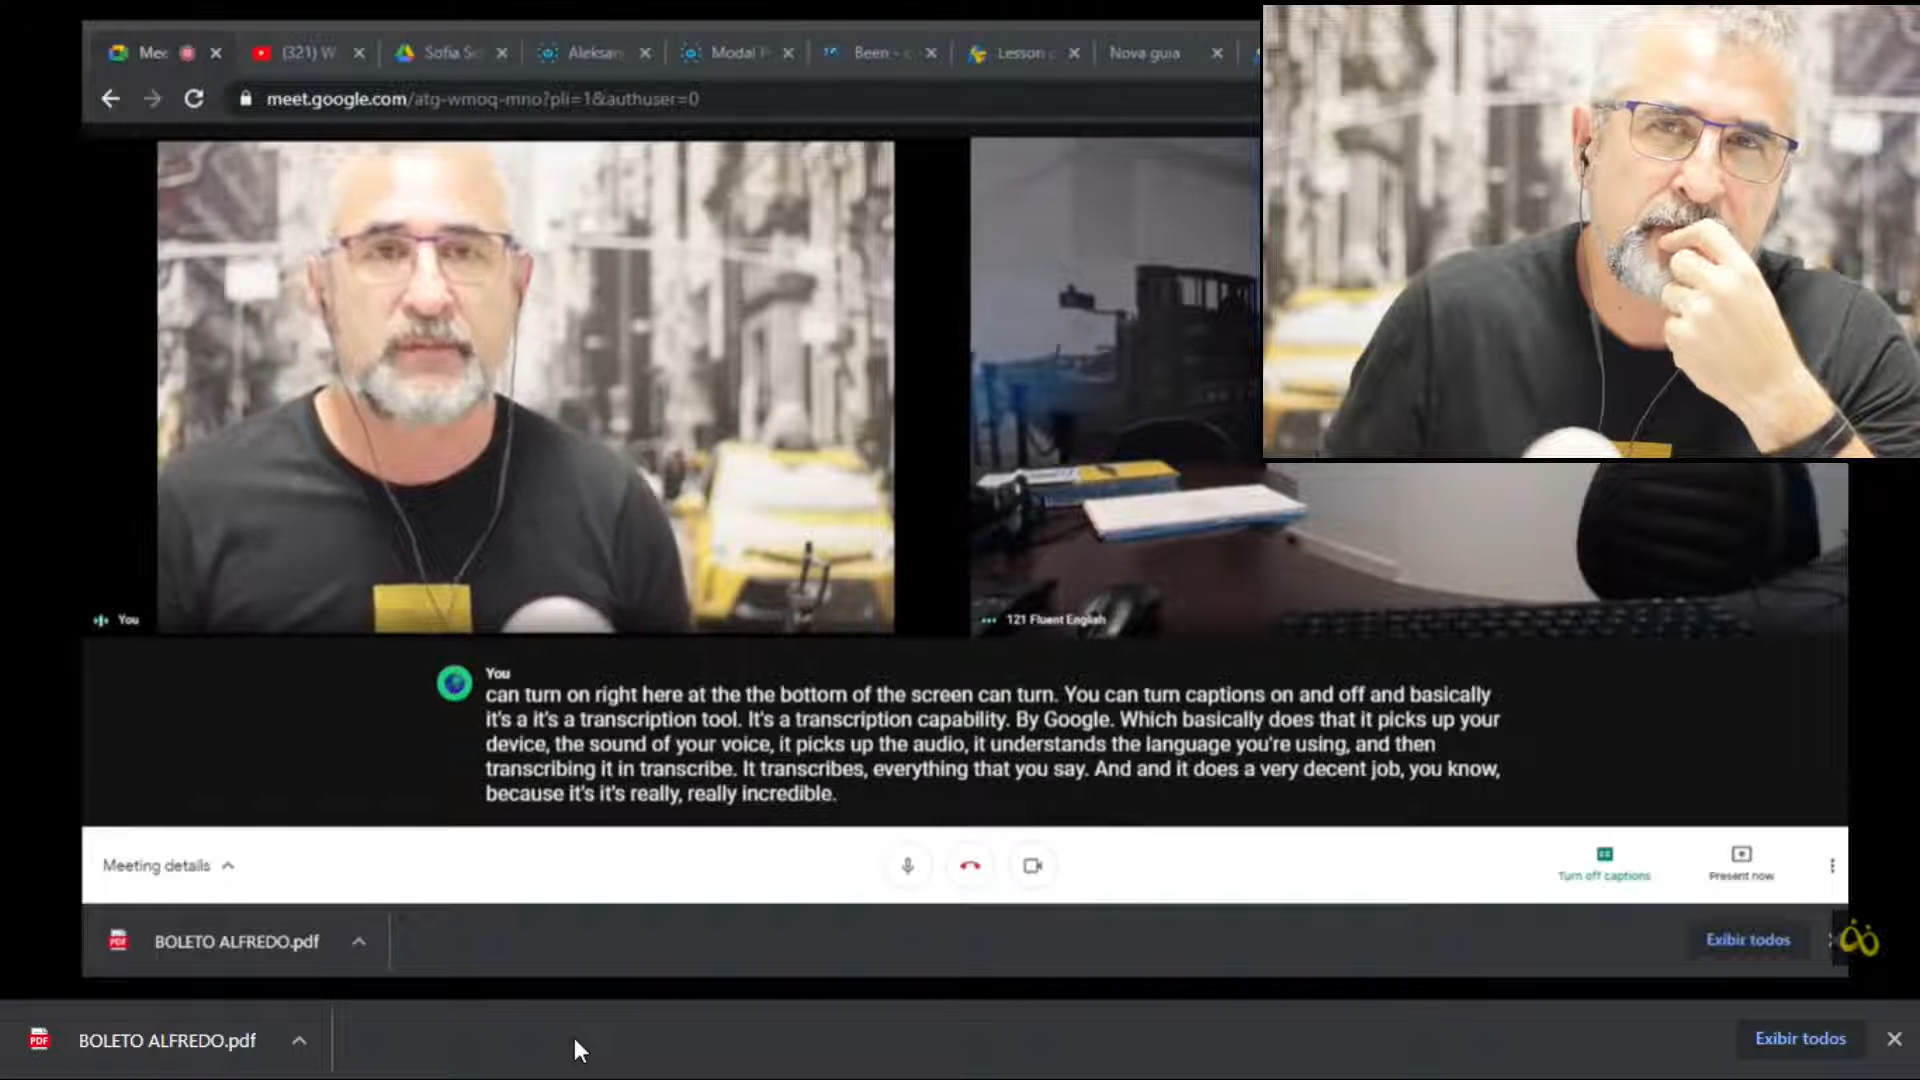 Mee
(321) W
Sofia Se
Aleksan
Modal
Been - c
Lesson
Nova guia
meet.google.com/atg-wmoq-mno?pli=1&authuser=0
You
121 Fluent English
You
can turn on right here at the the bottom of the screen can turn. You can turn captions on and off and basically
it's a it's a transcription tool. It's a transcription capability. By Google. Which basically does that it picks up your
device, the sound of your voice, it picks up the audio, it understands the language you're using, and then
transcribing it in transcribe. It transcribes, everything that you say. And and it does a very decent job, you know,
because it's it's really, really incredible.
Meeting details
Turn off captions
Present now
PDF
BOLETO ALFREDO.pdf
Exibir todos
PDF
BOLETO ALFREDO.pdf
Exibir todos